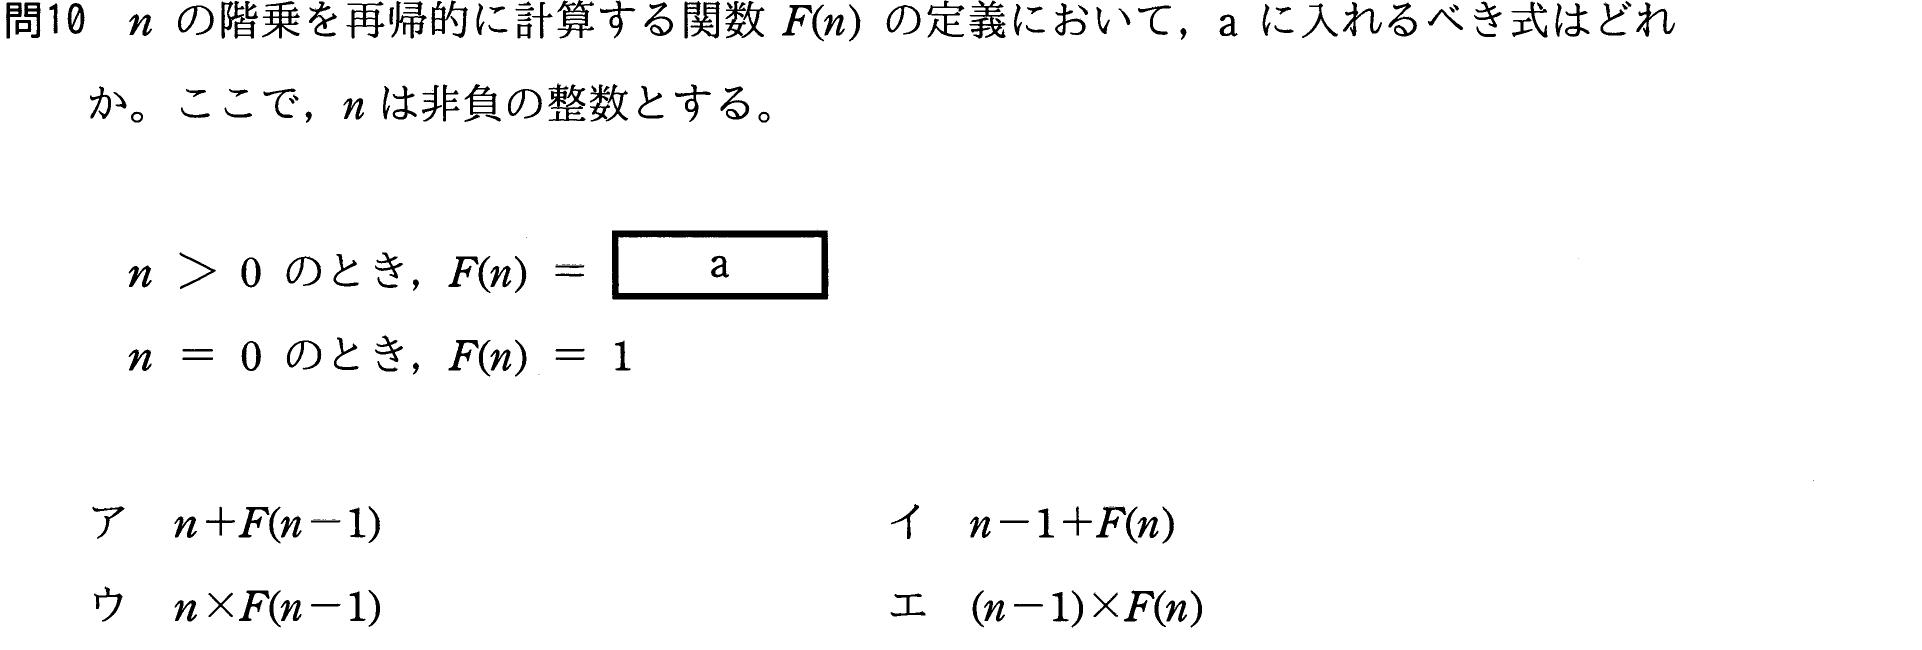 問10 n の階乗を再帰的に計算する関数 F(n) の定義において，a に入れるべき式はどれ
か。ここで，n は非負の整数とする。
n ＞ 0 のとき，F(n) ＝ a
n ＝ 0 のとき，F(n) ＝ 1
ア n＋F(n－1) イ n－1＋F(n)
ウ n×F(n－1) エ (n－1)×F(n)